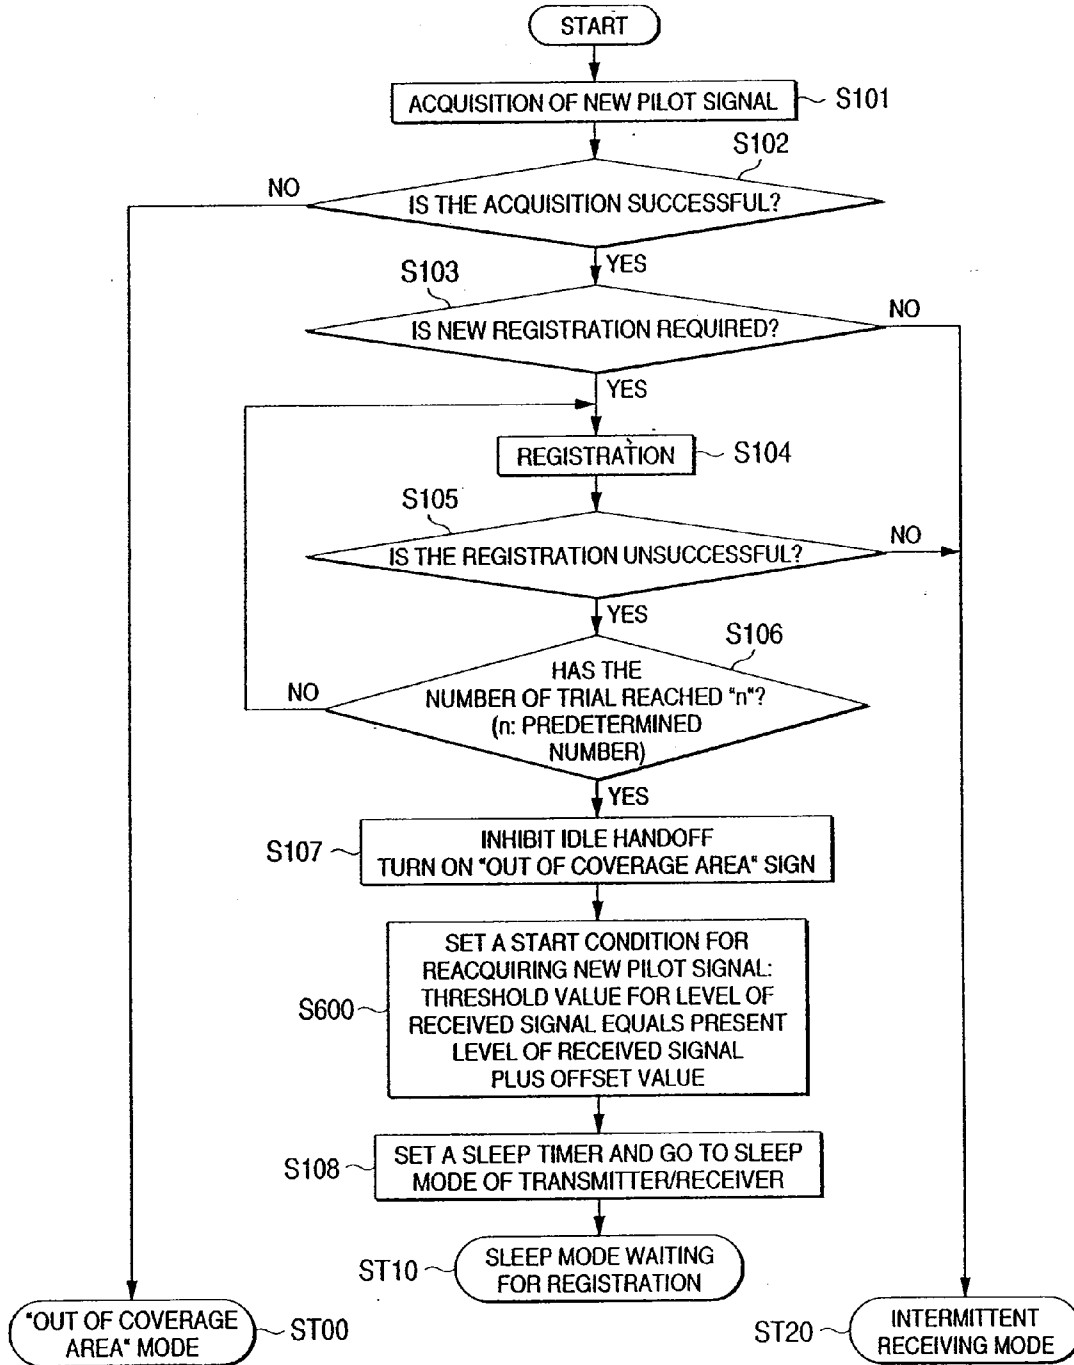 START
ACQUISITION OF NEW PILOT SIGNAL
S101
S102
NO
IS THE ACQUISITION SUCCESSFUL?
YES
S103
NO
IS NEW REGISTRATION REQUIRED?
YES
REGISTRATION
S104
S105
NO
IS THE REGISTRATION UNSUCCESSFUL?
YES
S106
NO
HAS THE
NUMBER OF TRIAL REACHED "n"?
(n: PREDETERMINED
NUMBER)
YES
S107
INHIBIT IDLE HANDOFF
TURN ON "OUT OF COVERAGE AREA" SIGN
S600
SET A START CONDITION FOR
REACQUIRING NEW PILOT SIGNAL:
THRESHOLD VALUE FOR LEVEL OF
RECEIVED SIGNAL EQUALS PRESENT
LEVEL OF RECEIVED SIGNAL
PLUS OFFSET VALUE
S108
SET A SLEEP TIMER AND GO TO SLEEP
MODE OF TRANSMITTER/RECEIVER
ST10
SLEEP MODE WAITING
FOR REGISTRATION
"OUT OF COVERAGE
AREA" MODE
ST00
ST20
INTERMITTENT
RECEIVING MODE